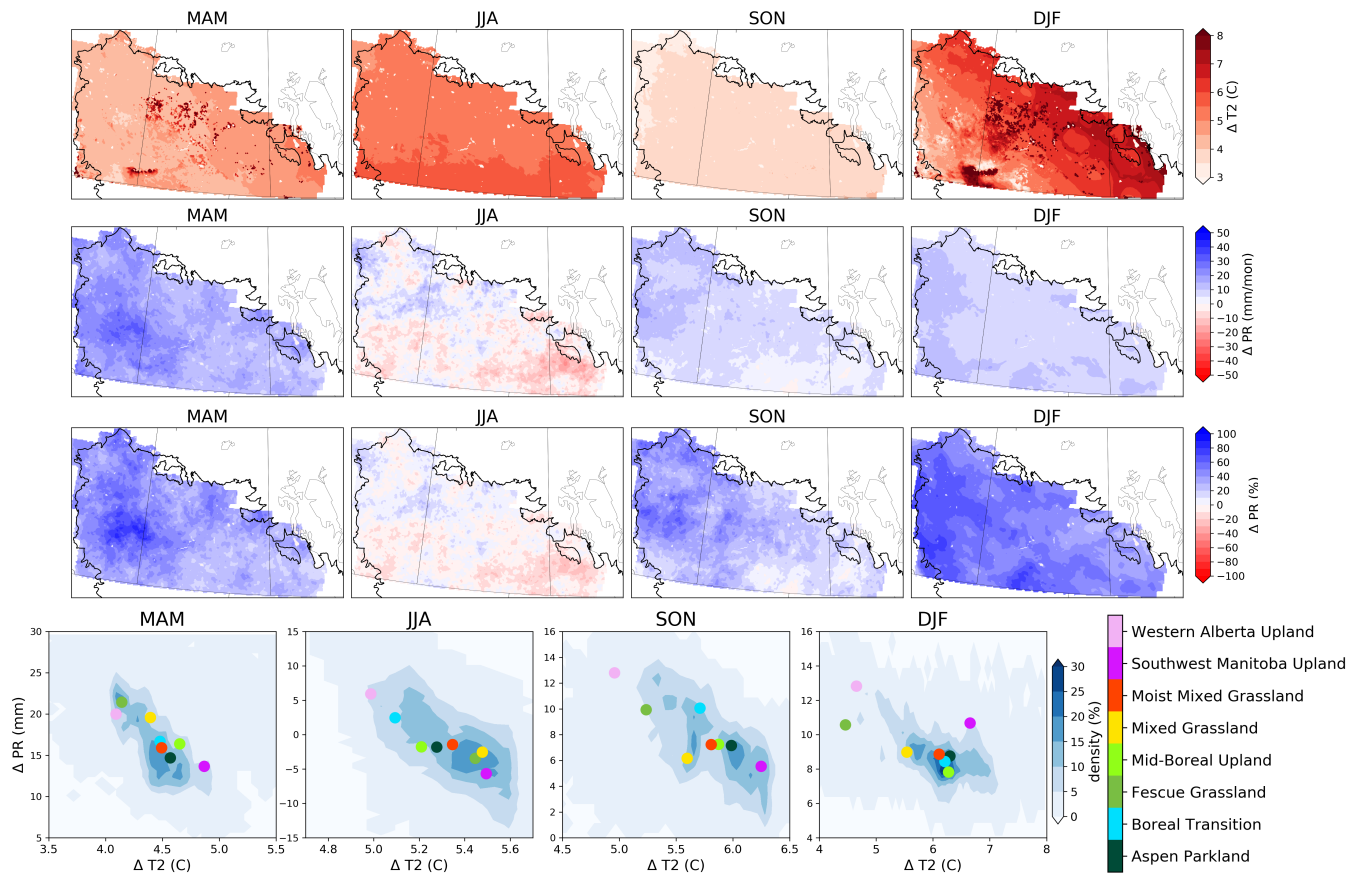 MAM JJA SON DJF
8
7
6
5
4
3
Δ T2 (C)
MAM JJA SON DJF
50
40
30
20
10
0
−10
−20
−30
−40
−50
Δ PR (mm/mon)
MAM JJA SON DJF
100
80
60
40
20
0
−20
−40
−60
−80
−100
Δ PR (%)
MAM JJA SON DJF
30
25
20
15
10
5
Δ PR (mm)
3.5 4.0 4.5 5.0 5.5
Δ T2 (C)
15
10
5
0
−5
−10
−15
5.0 5.2 5.4 5.6
Δ T2 (C)
16
14
12
10
8
6
4
2
0
4.5 5.0 5.5 6.0 6.5
Δ T2 (C)
16
14
12
10
8
6
4
4 5 6 7 8
Δ T2 (C)
30
25
20
15
10
5
0
density (%)
Western Alberta Upland
Southwest Manitoba Upland
Moist Mixed Grassland
Mixed Grassland
Mid-Boreal Upland
Fescue Grassland
Boreal Transition
Aspen Parkland